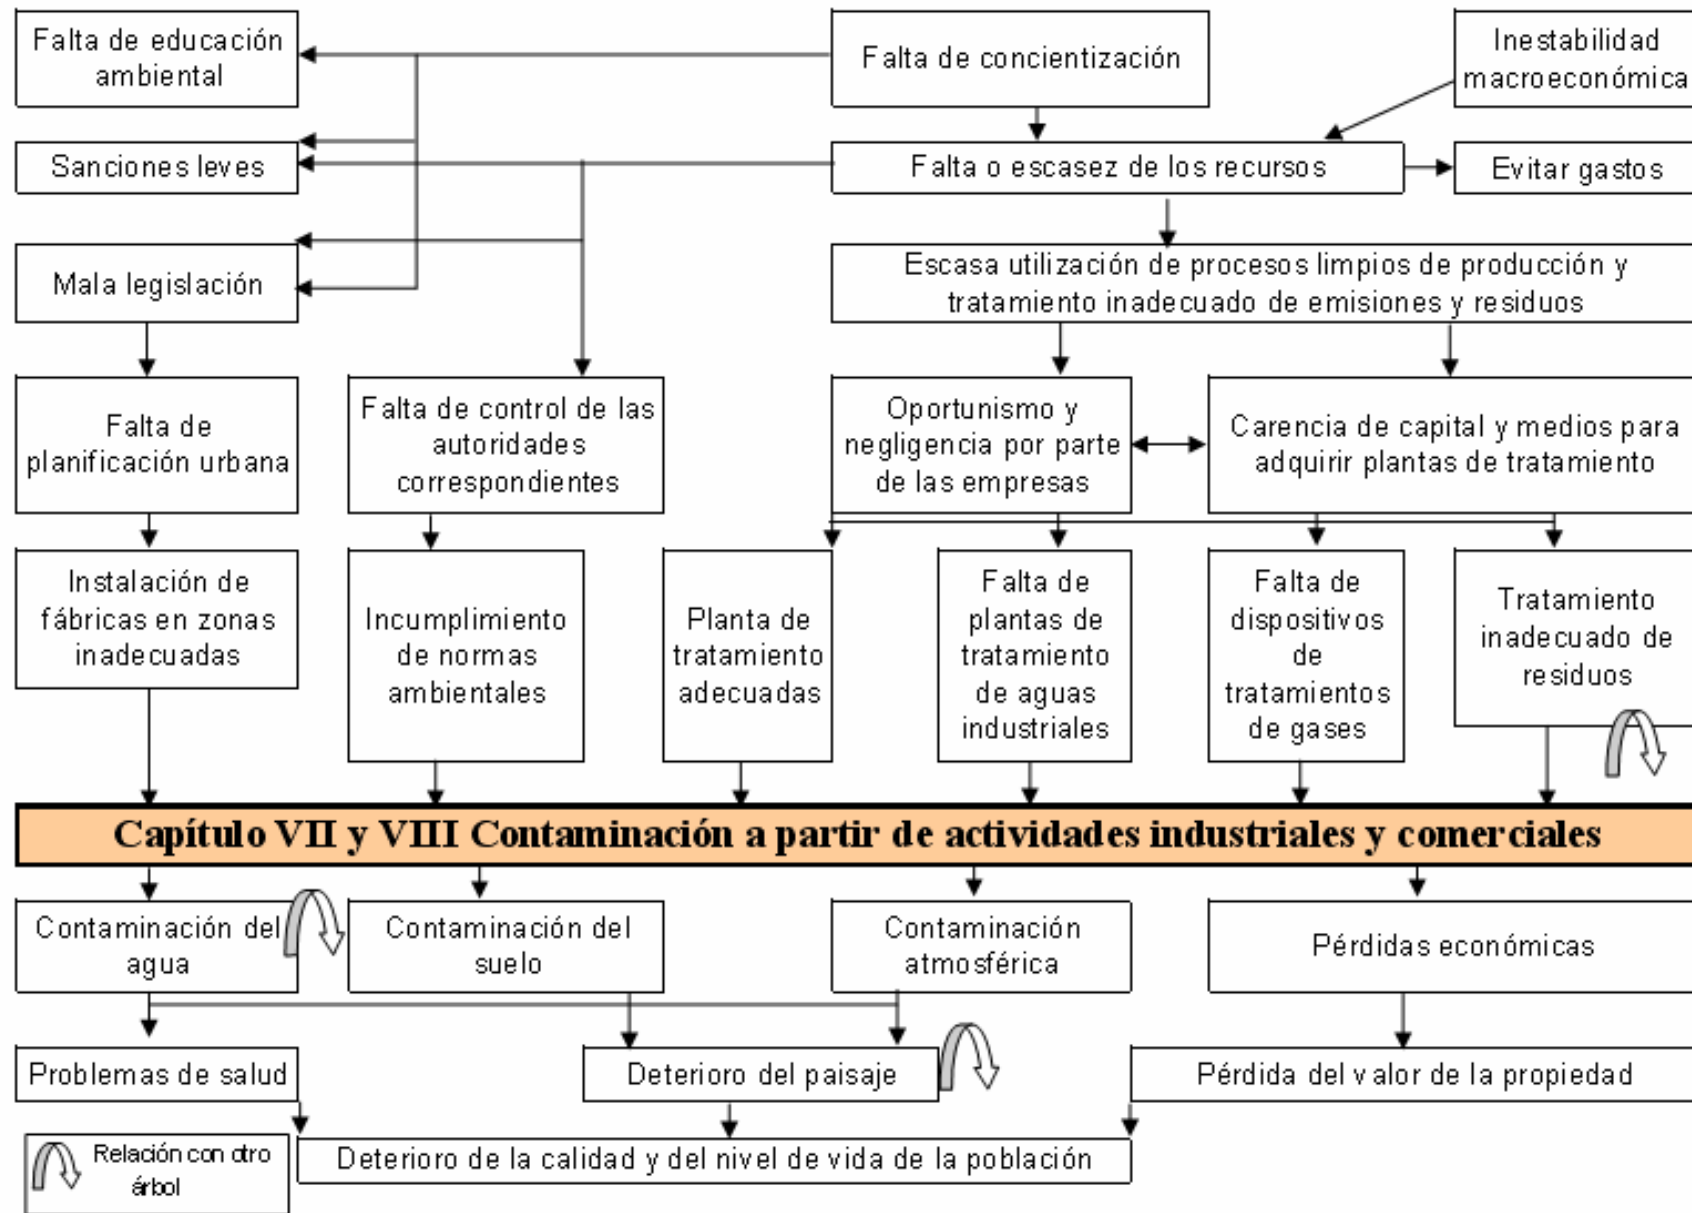 Falta de educación
ambiental
Falta de concientización
Inestabilidad
macroeconómica
Sanciones leves
Falta o escasez de los recursos
Evitar gastos
Mala legislación
Escasa utilización de procesos limpios de producción y
tratamiento inadecuado de emisiones y residuos
Falta de
planificación urbana
Falta de control de las
autoridades
correspondientes
Oportunismo y
negligencia por parte
de las empresas
Carencia de capital y medios para
adquirir plantas de tratamiento
Instalación de
fábricas en zonas
inadecuadas
Incumplimiento
de normas
ambientales
Planta de
tratamiento
adecuadas
Falta de
plantas de
tratamiento
de aguas
industriales
Falta de
dispositivos
de
tratamientos
de gases
Tratamiento
inadecuado de
residuos
Capítulo VII y VIII Contaminación a partir de actividades industriales y comerciales
Contaminación del
agua
Contaminación del
suelo
Contaminación
atmosférica
Pérdidas económicas
Problemas de salud
Deterioro del paisaje
Pérdida del valor de la propiedad
Relación con otro
árbol
Deterioro de la calidad y del nivel de vida de la población